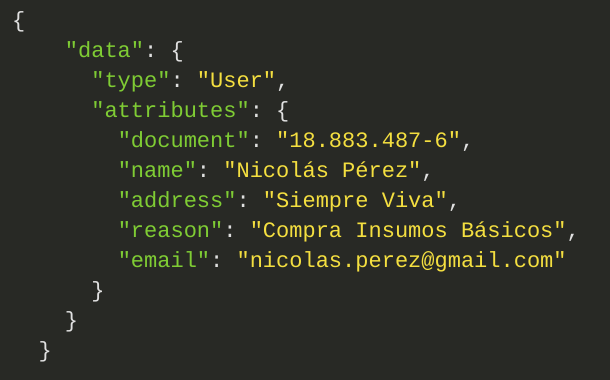 {
    "data": {
      "type": "User",
      "attributes": {
        "document": "18.883.487-6",
        "name": "Nicolás Pérez",
        "address": "Siempre Viva",
        "reason": "Compra Insumos Básicos",
        "email": "nicolas.perez@gmail.com"
      }
    }
  }